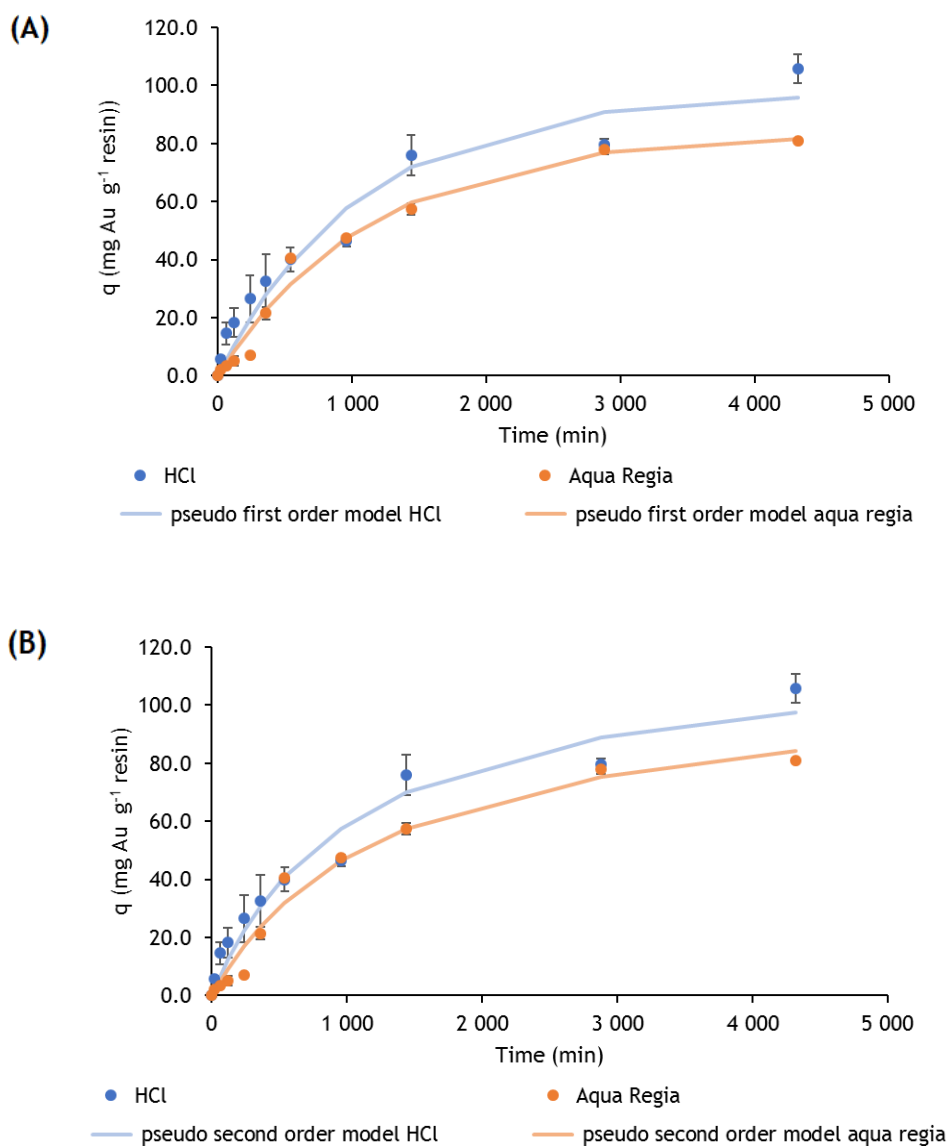 (A)
120.0
100.0
80.0
60.0
40.0
20.0
0.0
q (mg Au g⁻¹ resin))
0 1 000 2 000 3 000 4 000 5 000
Time (min)
HCl Aqua Regia
pseudo first order model HCl pseudo first order model aqua regia
(B)
120.0
100.0
80.0
60.0
40.0
20.0
0.0
q (mg Au g⁻¹ resin)
0 1 000 2 000 3 000 4 000 5 000
Time (min)
HCl Aqua Regia
pseudo second order model HCl pseudo second order model aqua regia